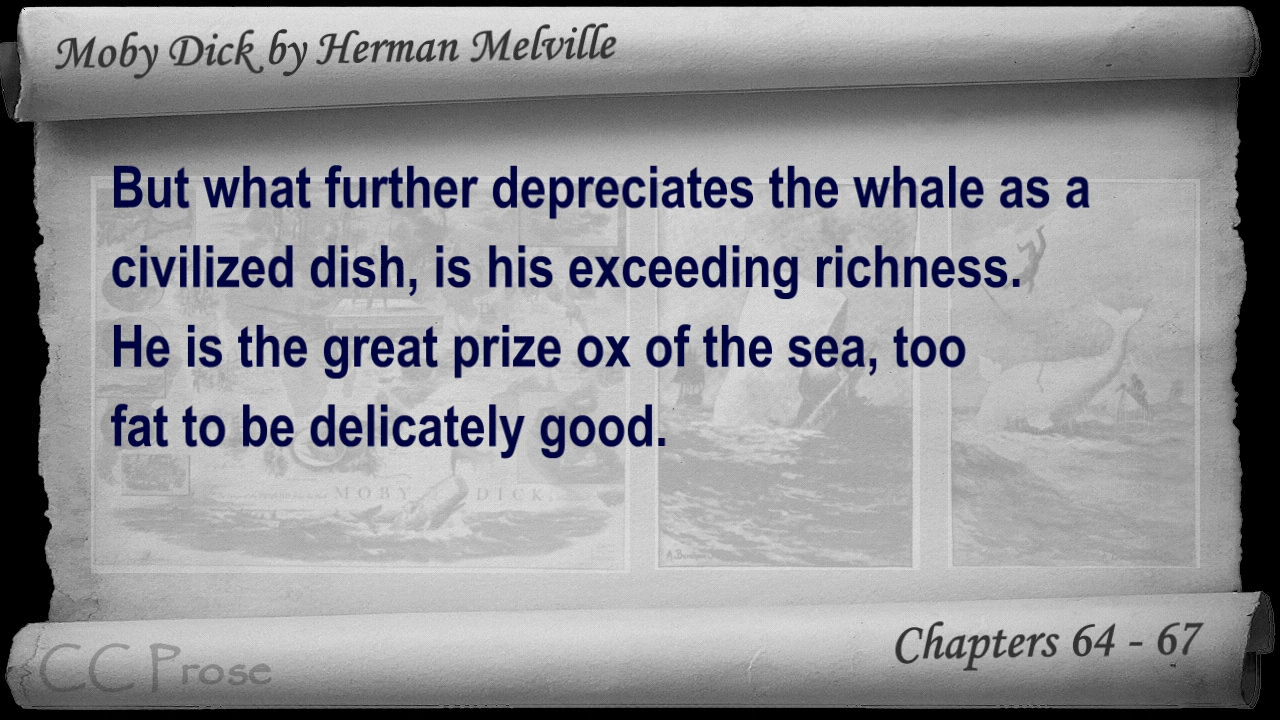 Moby Dick by Herman Melville
But what further depreciates the whale as a
civilized dish, is his exceeding richness.
He is the great prize ox of the sea, too
fat to be delicately good.
MOBY DICK
Chapters 64 - 67
CC Prose